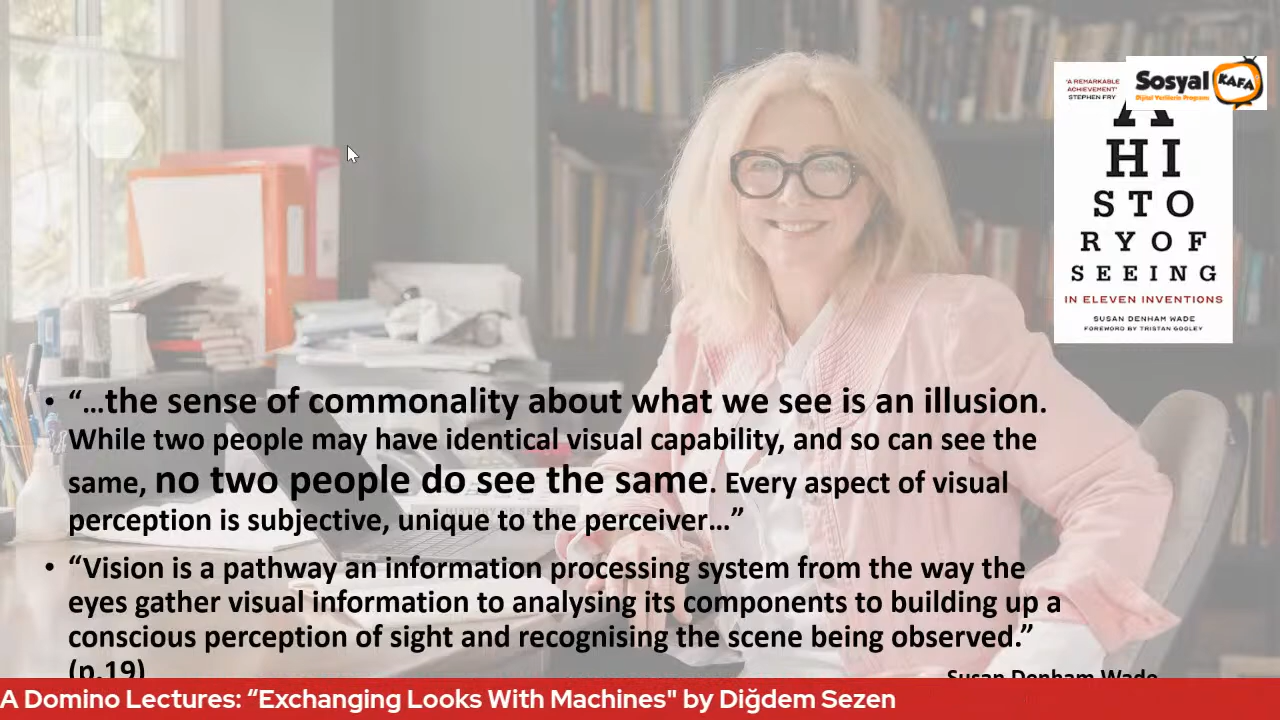 'A REMARKABLE
ACHIEVEMENT'
STEPHEN FRY
Sosyal KAFA
Dijital Yerlilerin Programı
A
HI
STO
RYOF
SEEING
IN ELEVEN INVENTIONS
SUSAN DENHAM WADE
FOREWORD BY TRISTAN GOOLEY
• “…the sense of commonality about what we see is an illusion.
While two people may have identical visual capability, and so can see the
same, no two people do see the same. Every aspect of visual
perception is subjective, unique to the perceiver…”
• “Vision is a pathway an information processing system from the way the
eyes gather visual information to analysing its components to building up a
conscious perception of sight and recognising the scene being observed.”
(p.19)
Susan Denham Wade
A Domino Lectures: “Exchanging Looks With Machines" by Diğdem Sezen